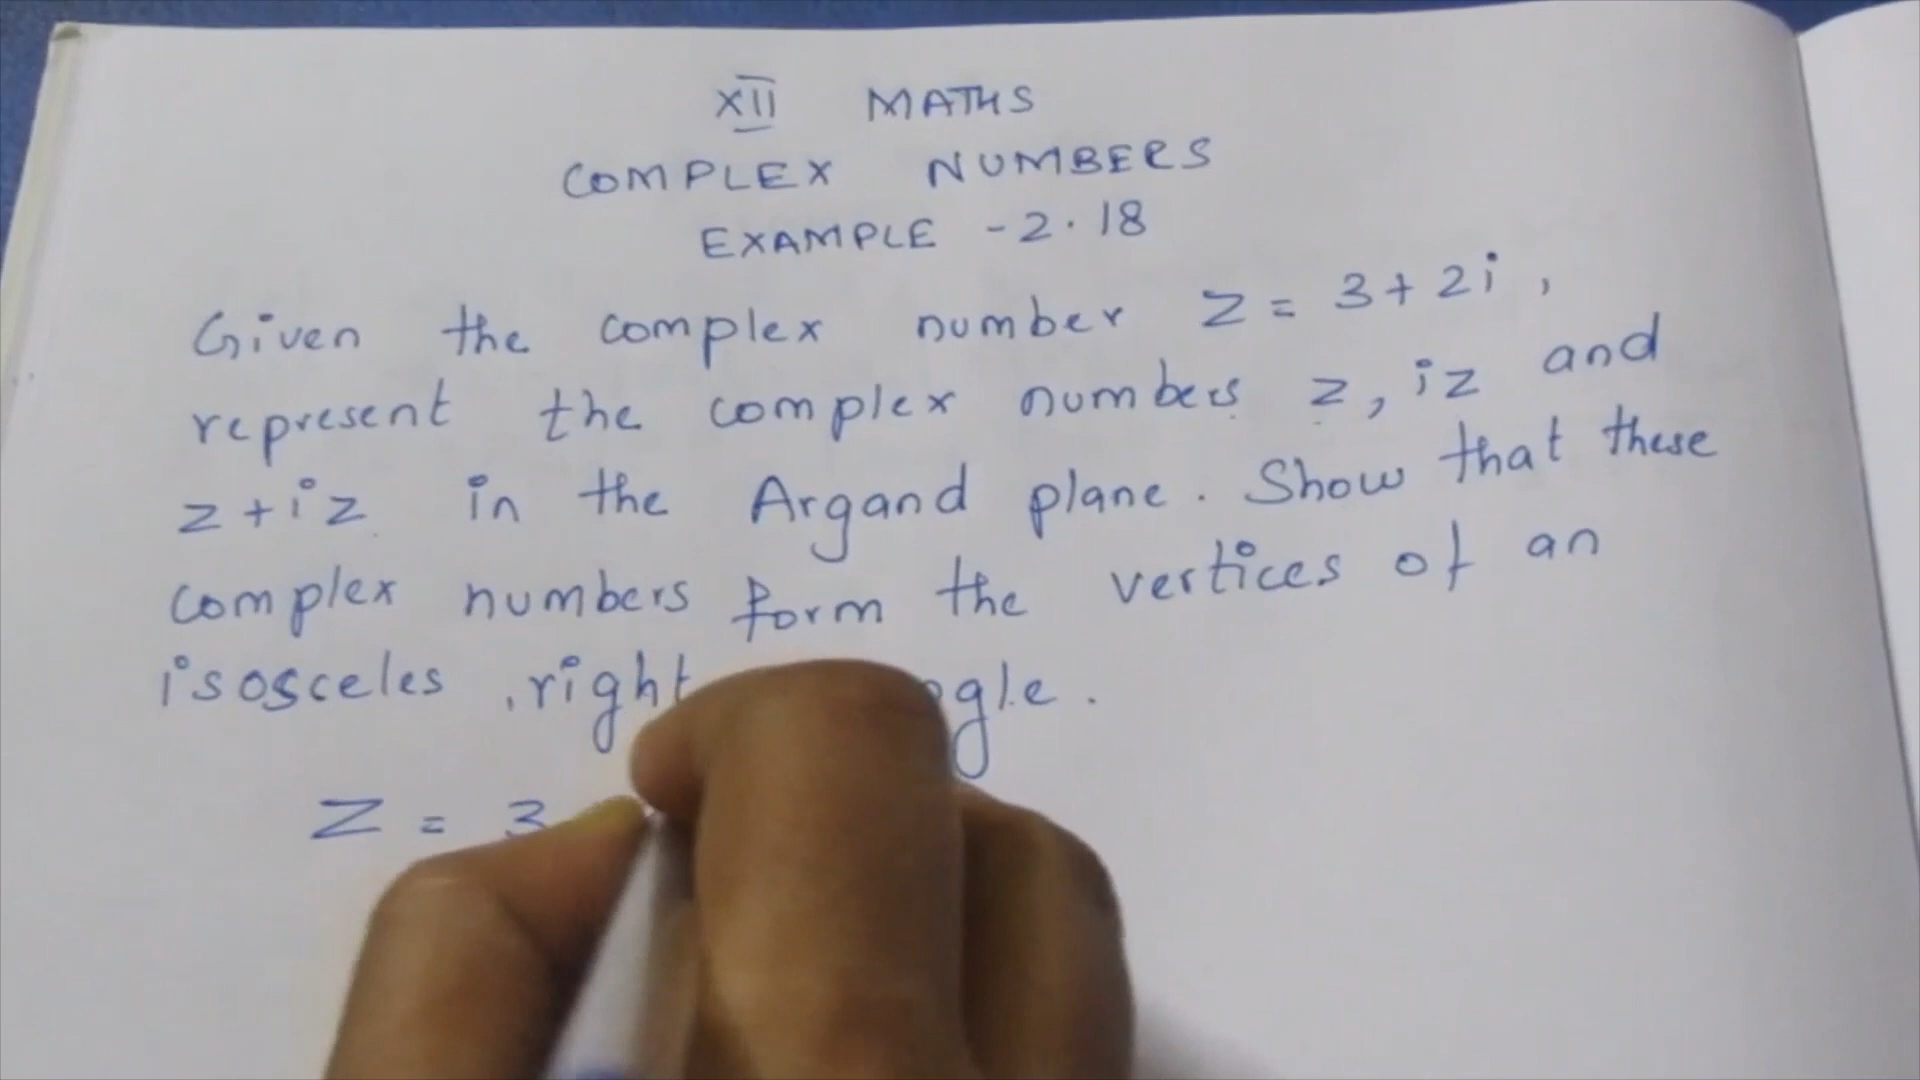 XII MATHS
COMPLEX NUMBERS
EXAMPLE - 2.18
Given the complex number z = 3 + 2i,
represent the complex numbers z, iz and
z + iz in the Argand plane. Show that these
complex numbers form the vertices of an
isosceles right
z = 3